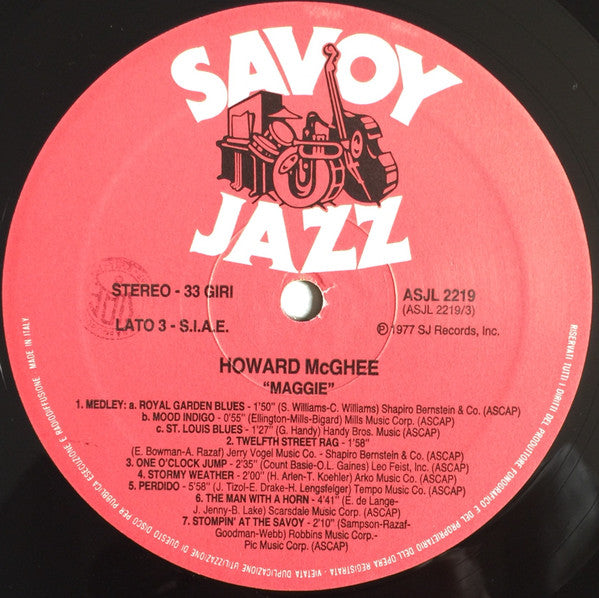 SAVOY
JAZZ
STEREO - 33 GIRI
ASJL 2219
(ASJL 2219/3)
LATO 3 - S.I.A.E.
℗ 1977 SJ Records, Inc.
HOWARD McGHEE
"MAGGIE"
1. MEDLEY: a. ROYAL GARDEN BLUES - 1'50" (S. Williams-C. Williams) Shapiro Bernstein & Co. (ASCAP)
b. MOOD INDIGO - 0'55" (Ellington-Mills-Bigard) Mills Music Corp. (ASCAP)
c. ST. LOUIS BLUES - 1'27" (G. Handy) Handy Bros. Music (ASCAP)
2. TWELFTH STREET RAG - 1'58"
(E. Bowman-A. Razaf) Jerry Vogel Music Co. - Shapiro Bernstein & Co. (ASCAP)
3. ONE O'CLOCK JUMP - 2'35" (Count Basie-O.L. Gaines) Leo Feist, Inc. (ASCAP)
4. STORMY WEATHER - 2'00" (H. Arlen-T. Koehler) Arko Music Co. (ASCAP)
5. PERDIDO - 5'58" (J. Tizol-E. Drake-H. Lengsfelger) Tempo Music Co. (ASCAP)
6. THE MAN WITH A HORN - 4'41" (E. de Lange-
J. Jenny-B. Lake) Scarsdale Music Corp. (ASCAP)
7. STOMPIN' AT THE SAVOY - 2'10" (Sampson-Razaf-
Goodman-Webb) Robbins Music Corp.-
Pic Music Corp. (ASCAP)
RISERVATI TUTTI I DIRITTI DEL PRODUTTORE FONOGRAFICO E DEL PROPRIETARIO DELL'OPERA REGISTRATA - VIETATA DUPLICAZIONE UTILIZZAZIONE DI QUESTO DISCO PER PUBBLICA ESECUZIONE E RADIODIFFUSIONE. MADE IN ITALY